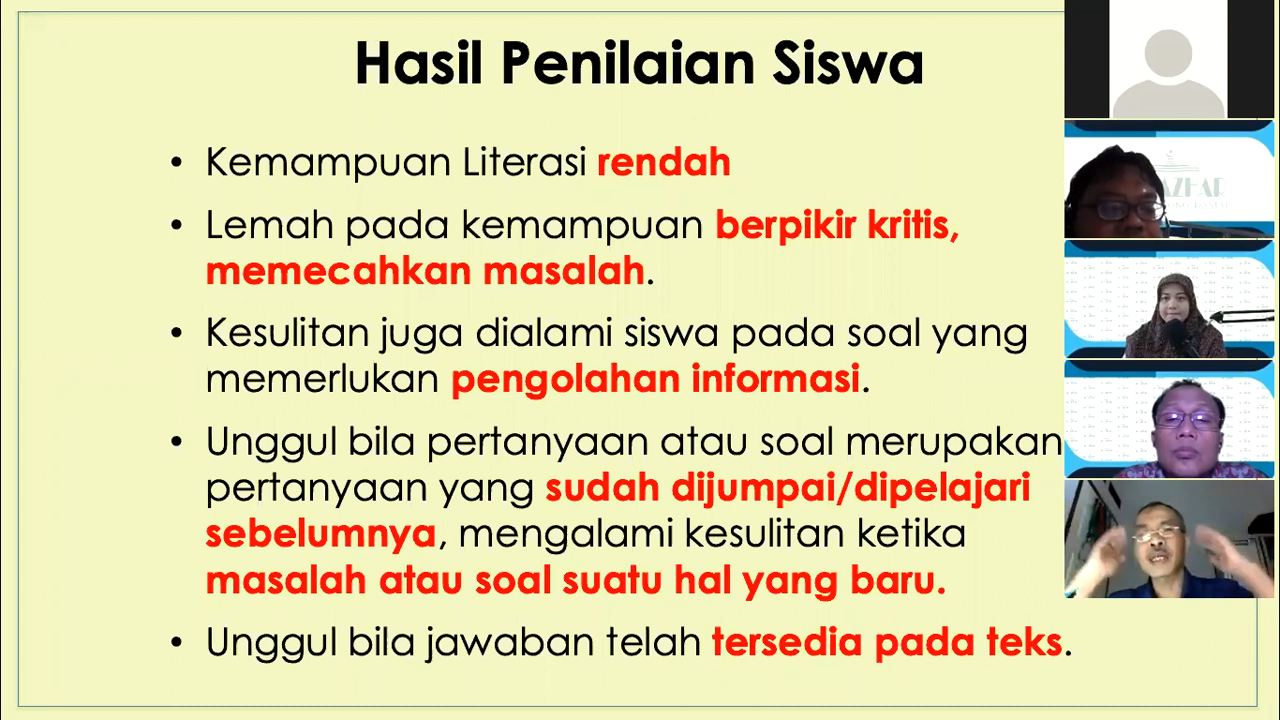 Hasil Penilaian Siswa
• Kemampuan Literasi rendah
• Lemah pada kemampuan berpikir kritis,
memecahkan masalah.
• Kesulitan juga dialami siswa pada soal yang
memerlukan pengolahan informasi.
• Unggul bila pertanyaan atau soal merupakan
pertanyaan yang sudah dijumpai/dipelajari
sebelumnya, mengalami kesulitan ketika
masalah atau soal suatu hal yang baru.
• Unggul bila jawaban telah tersedia pada teks.